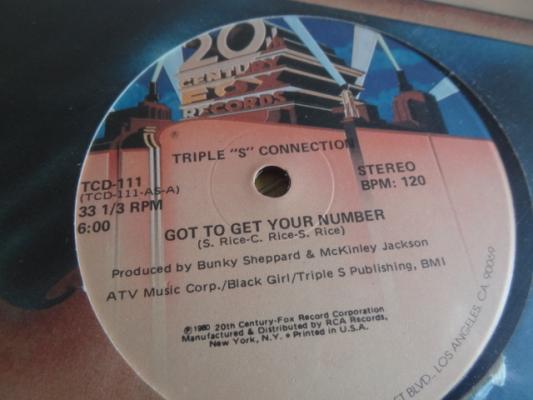 20th
CENTURY
FOX
RECORDS
TRIPLE "S" CONNECTION
TCD-111
(TCD-111-AS-A)
33 1/3 RPM
6:00
STEREO
BPM: 120
GOT TO GET YOUR NUMBER
(S. Rice-C. Rice-S. Rice)
Produced by Bunky Sheppard & McKinley Jackson
ATV Music Corp./Black Girl/Triple S Publishing, BMI
℗ 1980 20th Century-Fox Record Corporation
Manufactured & Distributed by RCA Records,
New York, N.Y. • Printed in U.S.A.
BLVD., LOS ANGELES, CA 90069